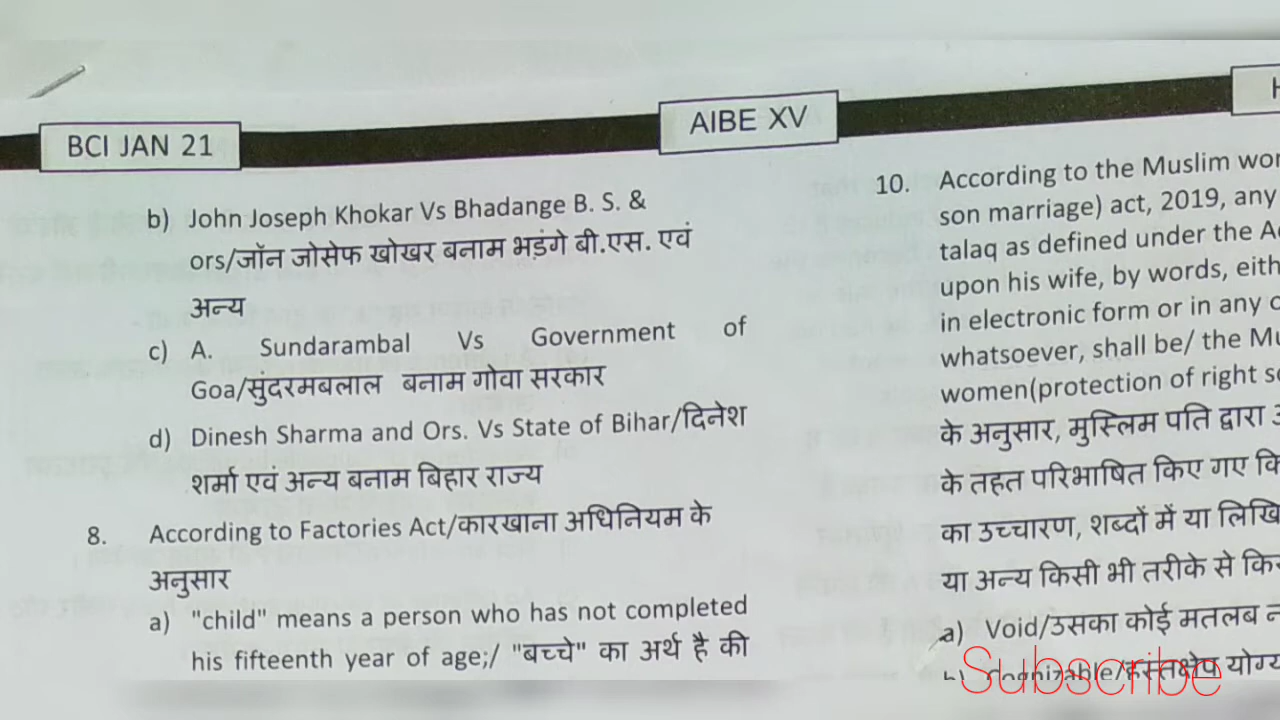 BCI JAN 21
AIBE XV
H
b) John Joseph Khokar Vs Bhadange B. S. &
ors/जॉन जोसेफ खोखर बनाम भड़ंगे बी.एस. एवं
अन्य
c) A. Sundarambal Vs Government of
Goa/सुंदरमबलाल बनाम गोवा सरकार
d) Dinesh Sharma and Ors. Vs State of Bihar/दिनेश
शर्मा एवं अन्य बनाम बिहार राज्य
8. According to Factories Act/कारखाना अधिनियम के
अनुसार
a) "child" means a person who has not completed
his fifteenth year of age;/ "बच्चे" का अर्थ है की
10. According to the Muslim wo
son marriage) act, 2019, any
talaq as defined under the A
upon his wife, by words, eith
in electronic form or in any
whatsoever, shall be/ the Mu
women(protection of right
के अनुसार, मुस्लिम पति द्वारा
के तहत परिभाषित किए गए कि
का उच्चारण, शब्दों में या लिखि
या अन्य किसी भी तरीके से
a) Void/उसका कोई मतलब
b) Cognizable/हस्तक्षेप योग्य
Subscribe